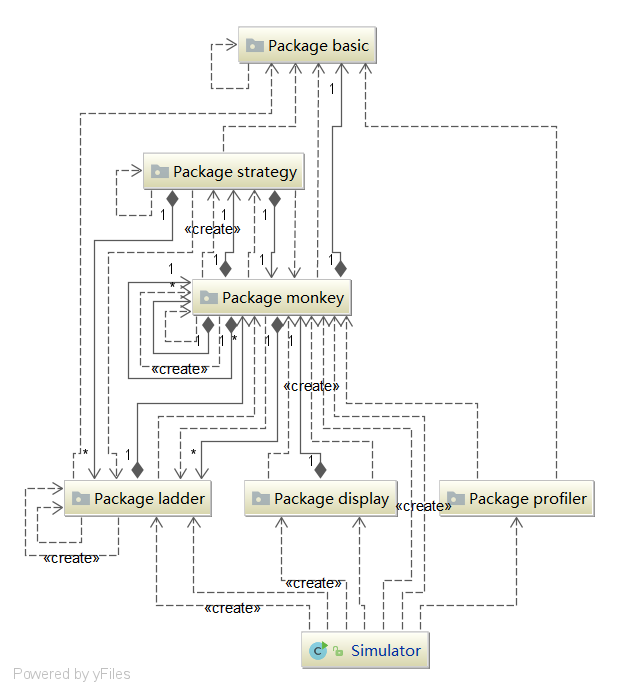 Package basic
1
Package strategy
1
1
«create»
1
1
1
1
Package monkey
1
*
1
1
*
1
1
«create»
«create»
*
1
*
1
Package ladder
Package display
Package profiler
«create»
«create»
«create»
«create»
Simulator
Powered by yFiles